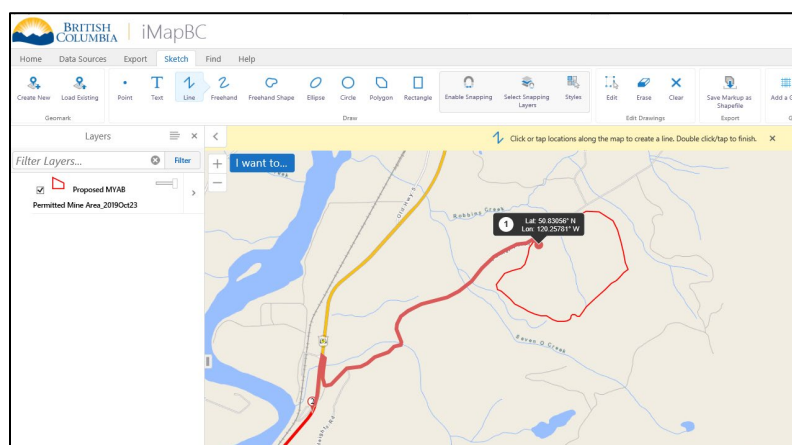 BRITISH
COLUMBIA
iMapBC
Home Data Sources Export Sketch Find Help
Create New Load Existing Point Text Line Freehand Freehand Shape Ellipse Circle Polygon Rectangle Enable Snapping Select Snapping Layers Styles Edit Erase Clear Save Markup as Shapefile Add a G
Geomark Draw Edit Drawings Export
Layers
Click or tap locations along the map to create a line. Double click/tap to finish.
Filter Layers... Filter
I want to...
Proposed MYAB
Permitted Mine Area_2019Oct23
Old Hwy 5
Robbins Creek
1 Lat: 50.83056° N
Lon: 120.25781° W
Raven O Creek